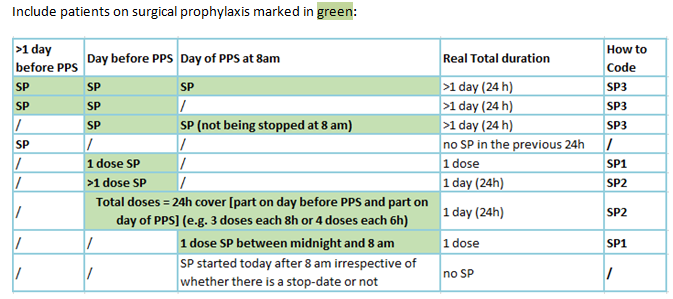 Include patients on surgical prophylaxis marked in green:
>1 day before PPS Day before PPS Day of PPS at 8am Real Total duration How to Code
SP SP SP >1 day (24 h) SP3
SP SP / >1 day (24 h) SP3
/ SP SP (not being stopped at 8 am) >1 day (24 h) SP3
SP / / no SP in the previous 24h /
/ 1 dose SP / 1 dose SP1
/ >1 dose SP / 1 day (24h) SP2
/ Total doses = 24h cover [part on day before PPS and part on
day of PPS] (e.g. 3 doses each 8h or 4 doses each 6h) 1 day (24h) SP2
/ / 1 dose SP between midnight and 8 am 1 dose SP1
/ / SP started today after 8 am irrespective of
whether there is a stop-date or not no SP /